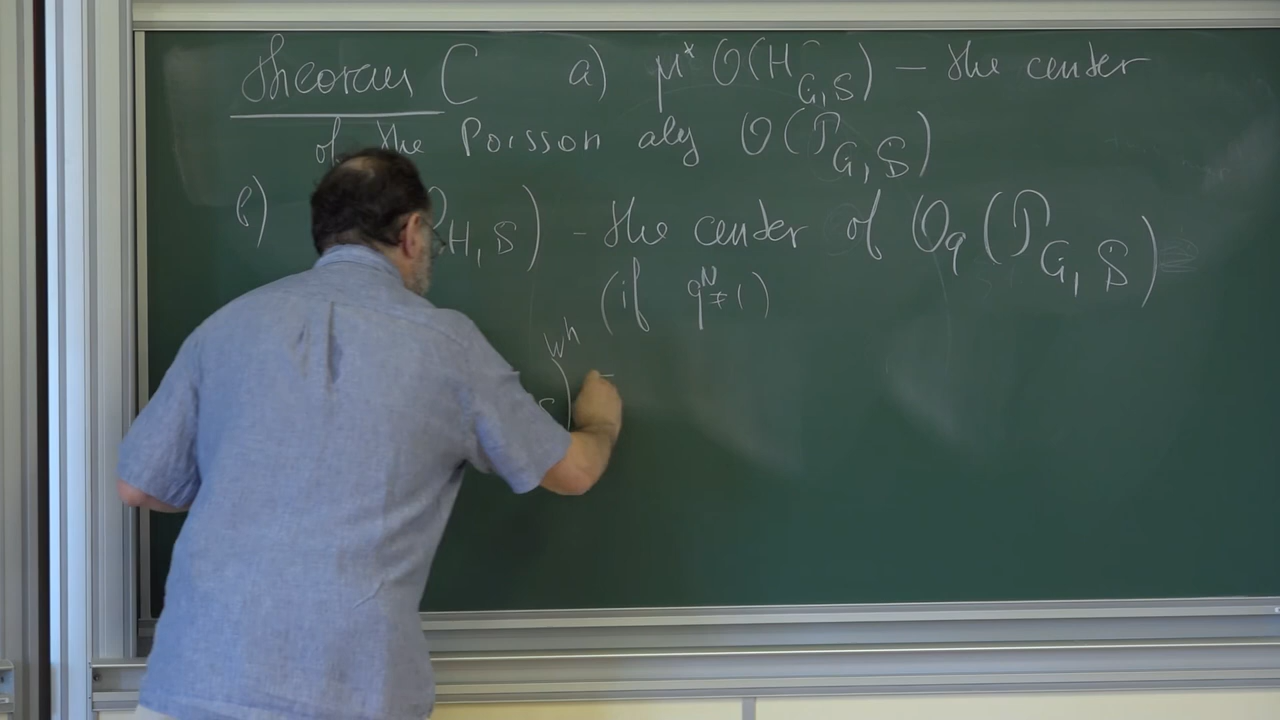 Theorem C a) μ* O(H_{G,S}) – the center
of the Poisson alg O(P_{G,S})
b) H, S) – the center of O_q(P_{G,S})
(if q^N ≠ 1)
W^n
S) –